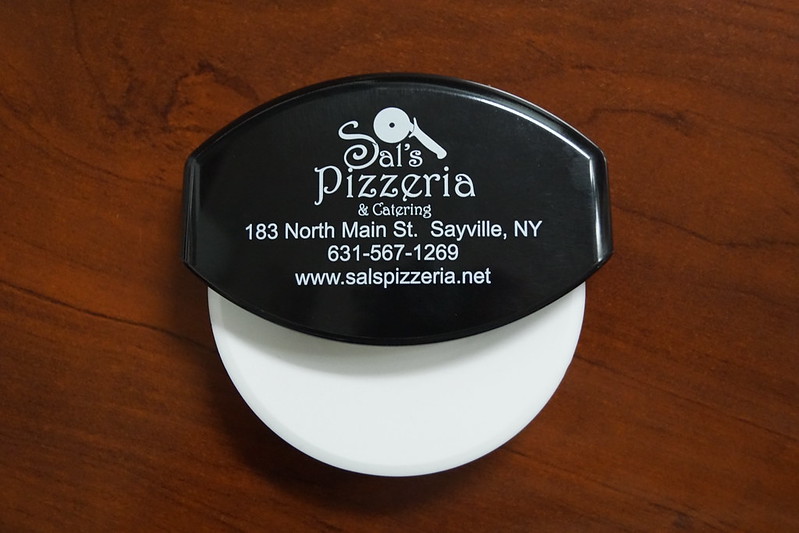 Sal's
Pizzeria
& Catering
183 North Main St. Sayville, NY
631-567-1269
www.salspizzeria.net